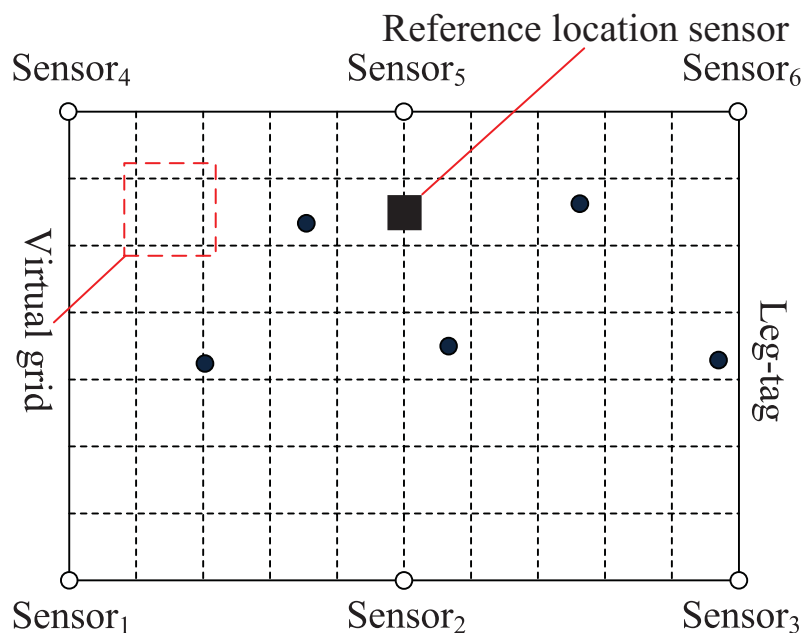 Reference location sensor
Sensor₄
Sensor₅
Sensor₆
Virtual grid
Leg-tag
Sensor₁
Sensor₂
Sensor₃